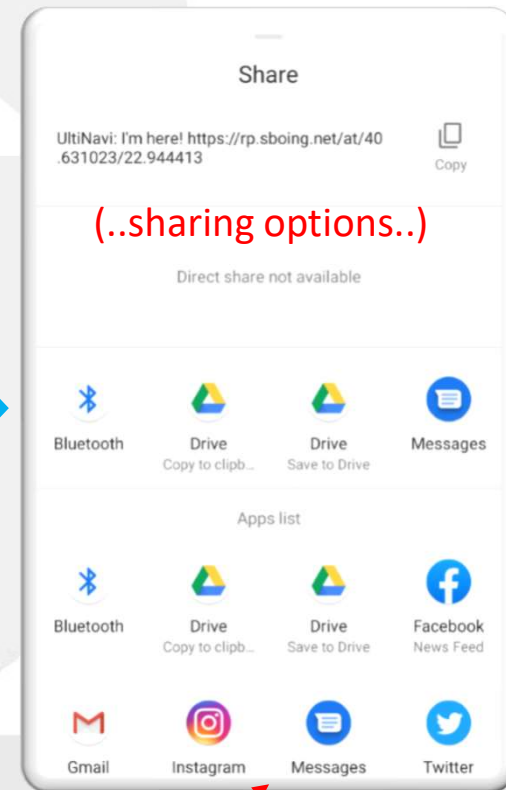 Share
UltiNavi: I'm here! https://rp.sboing.net/at/40
.631023/22.944413
Copy
(..sharing options..)
Direct share not available
Bluetooth
Drive
Drive
Messages
Copy to clipb...
Save to Drive
Apps list
Bluetooth
Drive
Drive
Facebook
Copy to clipb...
Save to Drive
News Feed
Gmail
Instagram
Messages
Twitter